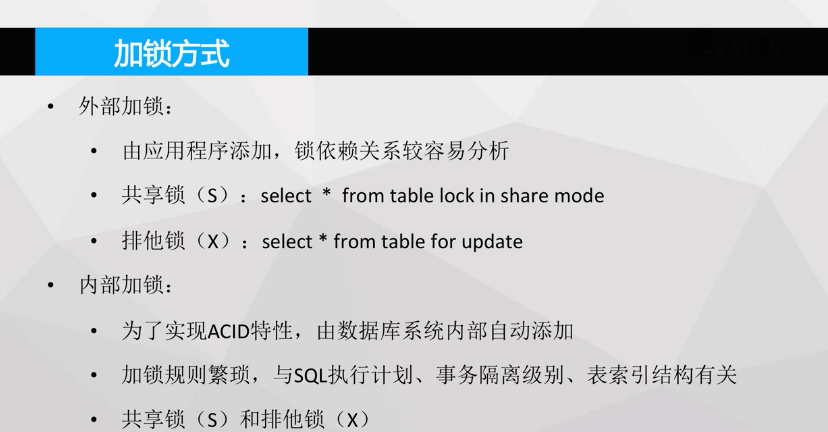 加锁方式
• 外部加锁：
• 由应用程序添加，锁依赖关系较容易分析
• 共享锁（S）：select * from table lock in share mode
• 排他锁（X）：select * from table for update
• 内部加锁：
• 为了实现ACID特性，由数据库系统内部自动添加
• 加锁规则繁琐，与SQL执行计划、事务隔离级别、表索引结构有关
• 共享锁（S）和排他锁（X）